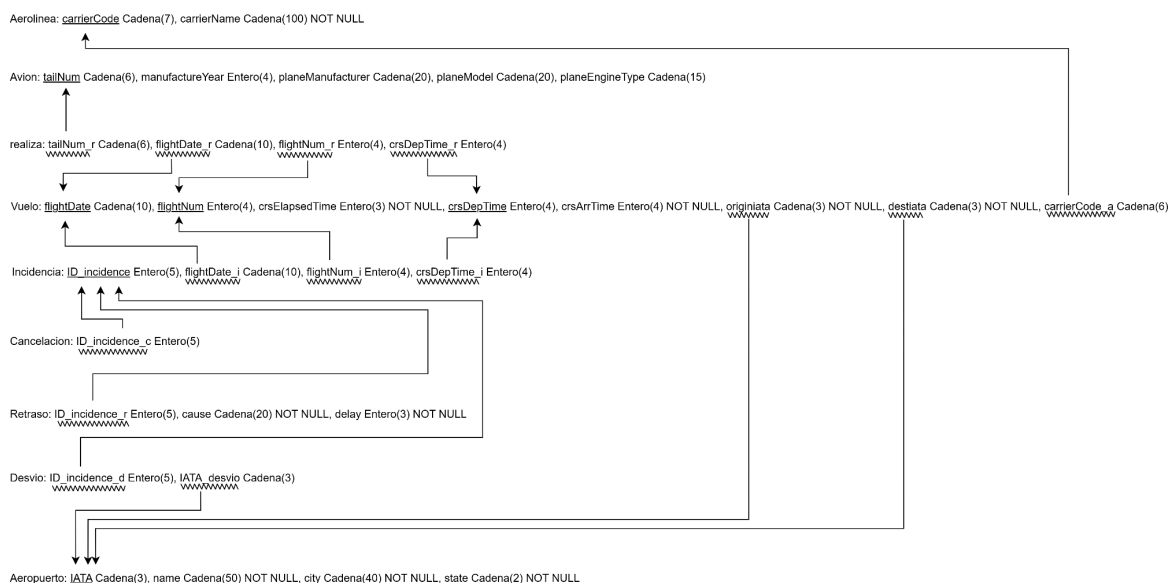 Aerolinea: carrierCode Cadena(7), carrierName Cadena(100) NOT NULL
Avion: tailNum Cadena(6), manufactureYear Entero(4), planeManufacturer Cadena(20), planeModel Cadena(20), planeEngineType Cadena(15)
realiza: tailNum_r Cadena(6), flightDate_r Cadena(10), flightNum_r Entero(4), crsDepTime_r Entero(4)
Vuelo: flightDate Cadena(10), flightNum Entero(4), crsElapsedTime Entero(3) NOT NULL, crsDepTime Entero(4), crsArrTime Entero(4) NOT NULL, originiata Cadena(3) NOT NULL, destiata Cadena(3) NOT NULL, carrierCode_a Cadena(6)
Incidencia: ID_incidence Entero(5), flightDate_i Cadena(10), flightNum_i Entero(4), crsDepTime_i Entero(4)
Cancelacion: ID_incidence_c Entero(5)
Retraso: ID_incidence_r Entero(5), cause Cadena(20) NOT NULL, delay Entero(3) NOT NULL
Desvio: ID_incidence_d Entero(5), IATA_desvio Cadena(3)
Aeropuerto: IATA Cadena(3), name Cadena(50) NOT NULL, city Cadena(40) NOT NULL, state Cadena(2) NOT NULL